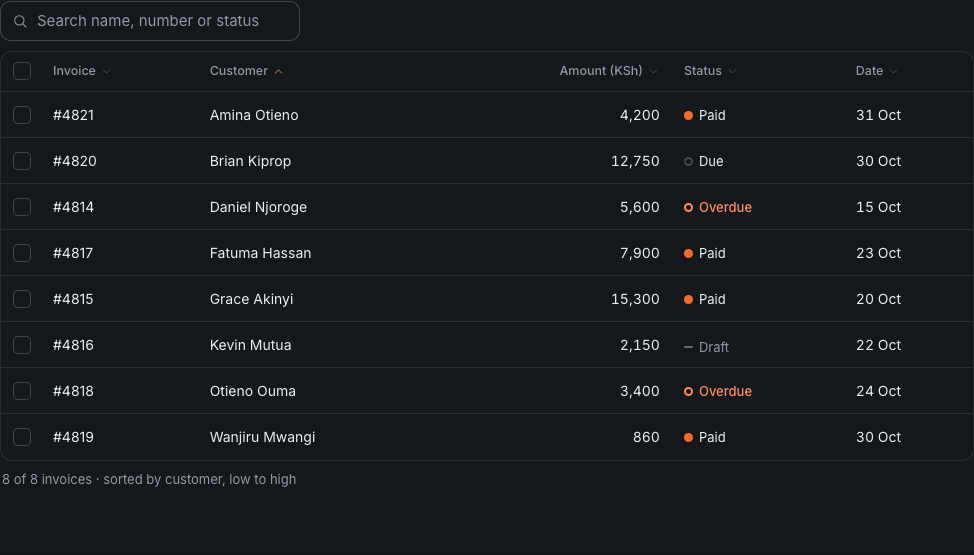 Search name, number or status
Invoice Customer Amount (KSh) Status Date
#4821 Amina Otieno 4,200 Paid 31 Oct
#4820 Brian Kiprop 12,750 Due 30 Oct
#4814 Daniel Njoroge 5,600 Overdue 15 Oct
#4817 Fatuma Hassan 7,900 Paid 23 Oct
#4815 Grace Akinyi 15,300 Paid 20 Oct
#4816 Kevin Mutua 2,150 Draft 22 Oct
#4818 Otieno Ouma 3,400 Overdue 24 Oct
#4819 Wanjiru Mwangi 860 Paid 30 Oct
8 of 8 invoices · sorted by customer, low to high